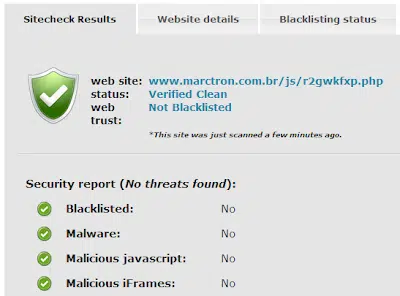 Sitecheck Results Website details Blacklisting status
web site: www.marctron.com.br/js/r2gwkfxp.php
status: Verified Clean
web trust: Not Blacklisted
*This site was just scanned a few minutes ago.
Security report (No threats found):
Blacklisted: No
Malware: No
Malicious javascript: No
Malicious iFrames: No